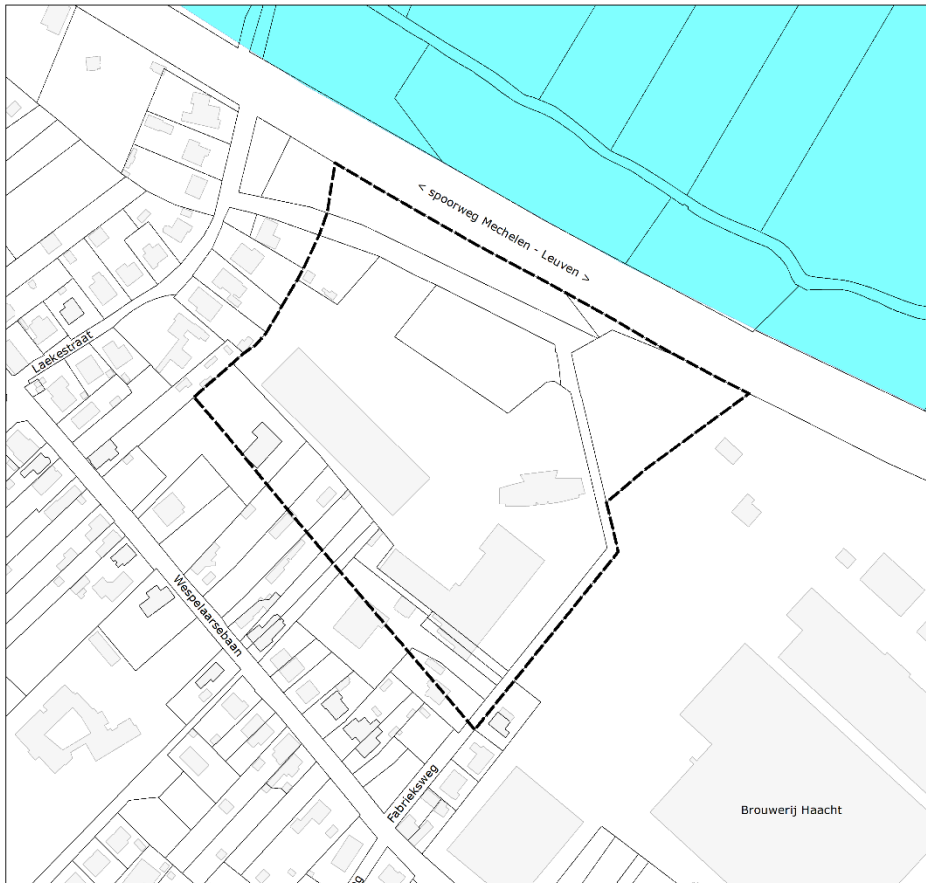 < spoorweg Mechelen - Leuven >
Laekestraat
Wespelaarsebaan
Fabrieksweg
Brouwerij Haacht